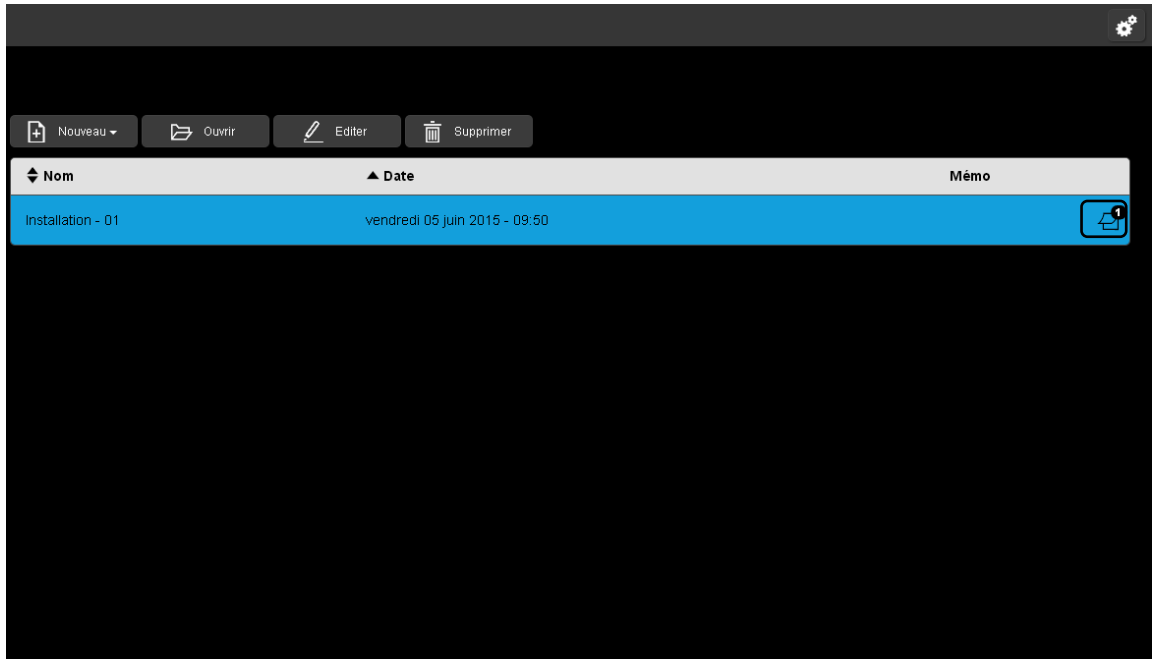 Nouveau Ouvrir Editer Supprimer
Nom Date Mémo
Installation - 01 vendredi 05 juin 2015 - 09:50 1